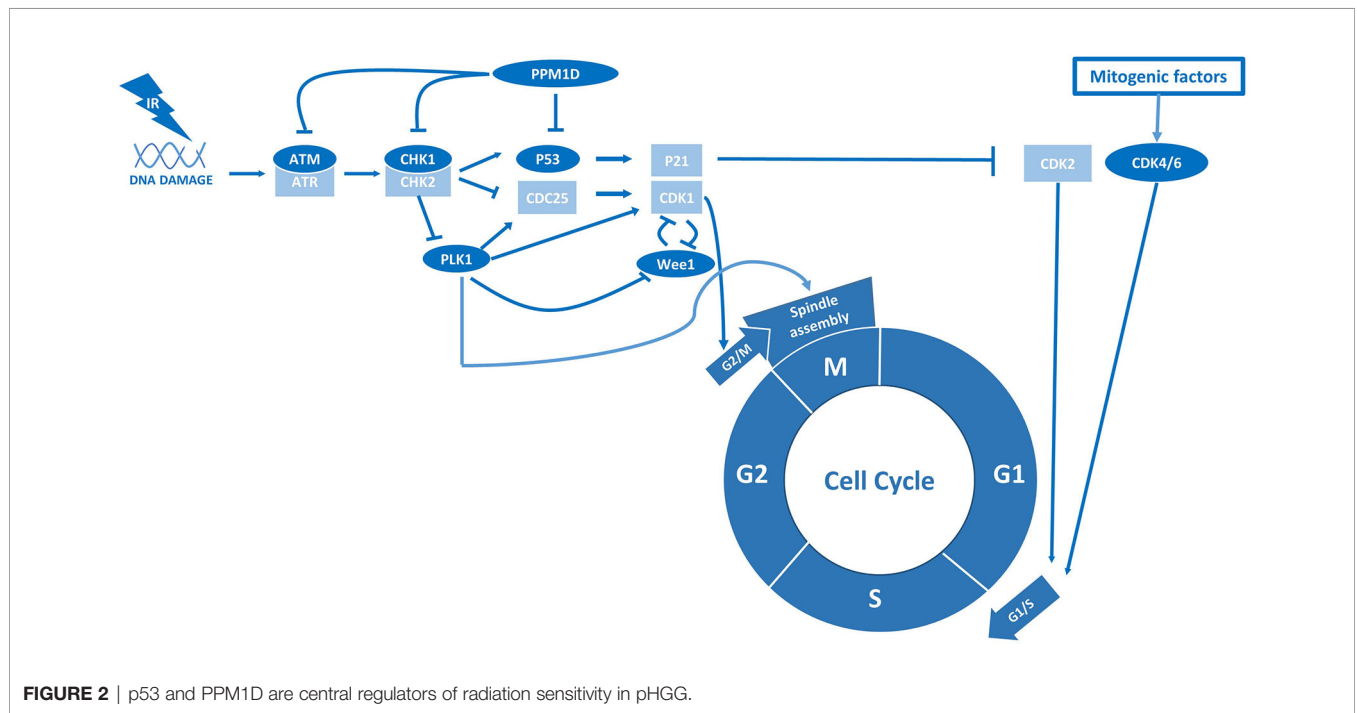 PPM1D
Mitogenic factors
IR
DNA DAMAGE
ATM
ATR
CHK1
CHK2
P53
CDC25
P21
CDK1
CDK2
CDK4/6
PLK1
Wee1
Spindle
assembly
G2/M
M
G2
Cell Cycle
G1
S
G1/S
FIGURE 2 | p53 and PPM1D are central regulators of radiation sensitivity in pHGG.